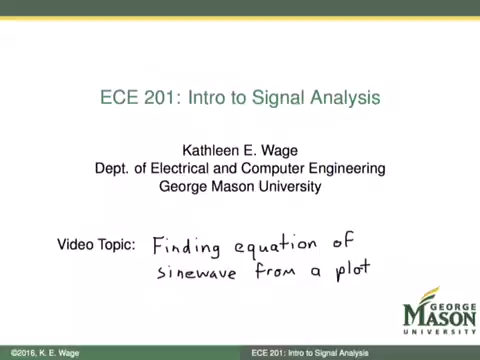 ECE 201: Intro to Signal Analysis
Kathleen E. Wage
Dept. of Electrical and Computer Engineering
George Mason University
Video Topic: Finding equation of
sinewave from a plot
GEORGE
MASON
UNIVERSITY
©2016, K. E. Wage ECE 201: Intro to Signal Analysis